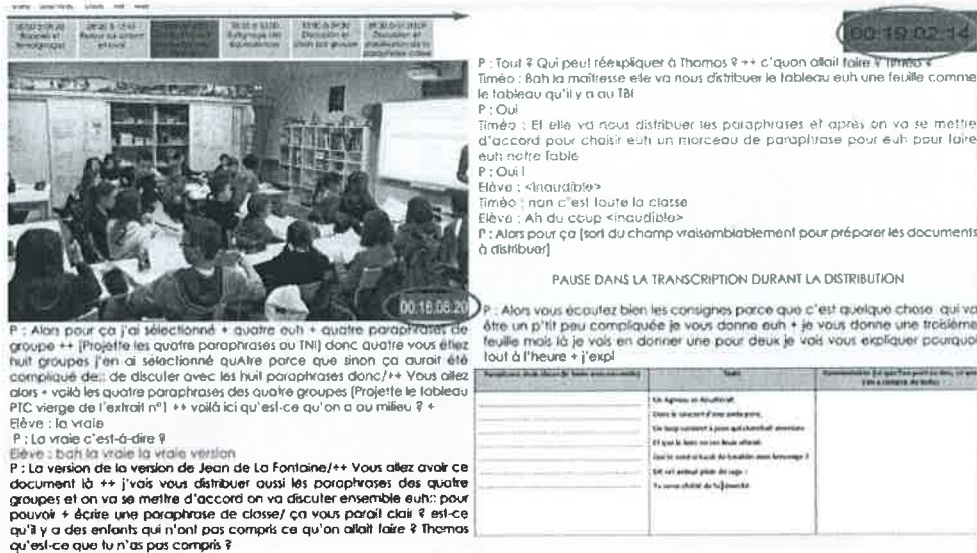 Rappels et
témoignages
Retour sur
Discussion et
choix par groupe
Discussion et
00:16:08:20
P : Alors pour ça j'ai sélectionné + quatre euh + quatre paraphrases de
groupe ++ [Projette les quatre paraphrases au TNI] donc quatre vous étiez
huit groupes j'en ai sélectionné quAtre parce que sinon ça aurait été
compliqué de:: de discuter avec les huit paraphrases donc/++ Vous allez
alors + voilà les quatre paraphrases des quatre groupes [Projette le tableau
PTC vierge de l'extrait n°1] ++ voilà ici qu'est-ce qu'on a au milieu ? +
Elève : la vraie
P : La vraie c'est-à-dire ?
Elève : bah la vraie la vraie version
P : La version de la version de Jean de La Fontaine/++ Vous allez avoir ce
document là ++ j'vais vous distribuer aussi les paraphrases des quatre
groupes et on va se mettre d'accord on va discuter ensemble euh:: pour
pouvoir + écrire une paraphrase de classe/ ça vous paraît clair ? est-ce
qu'il y a des enfants qui n'ont pas compris ce qu'on allait faire ? Thomas
qu'est-ce que tu n'as pas compris ?
00:19:02:14
P : Tout ? Qui peut réexpliquer à Thomas ? ++ c'quon allait faire ? Timéo ?
Timéo : Bah la maîtresse elle va nous distribuer le tableau euh une feuille comme
le tableau qu'il y a au TBI
P : Oui
Timéo : Et elle va nous distribuer les paraphrases et après on va se mettre
d'accord pour choisir euh un morceau de paraphrase pour euh pour faire
euh notre fable
P : Oui !
Elève : <inaudible>
Timéo : nan c'est toute la classe
Elève : Ah du coup <inaudible>
P : Alors pour ça [sort du champ vraisemblablement pour préparer les documents
à distribuer]
PAUSE DANS LA TRANSCRIPTION DURANT LA DISTRIBUTION
P : Alors vous écoutez bien les consignes parce que c'est quelque chose qui va
être un p'tit peu compliquée je vous donne euh + je vous donne une troisième
feuille mais là je vais en donner une pour deux je vais vous expliquer pourquoi
tout à l'heure + j'expl
Texte
Un Agneau se désaltérait
Dans le courant d'une onde pure.
Un loup survient à jeun qui cherchait aventure
Et que la faim en ces lieux attirait.
Qui te rend si hardi de troubler mon breuvage ?
Dit cet animal plein de rage :
Tu seras châtié de ta témérité.